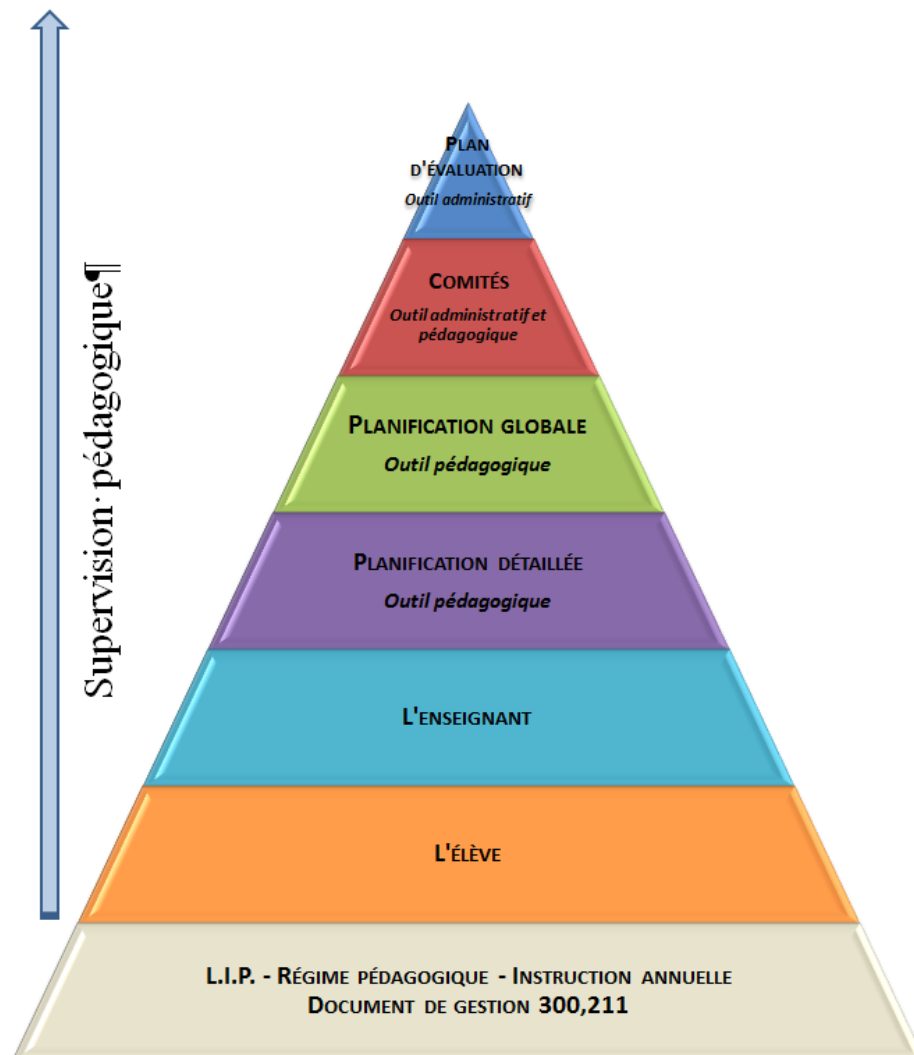 PLAN
D'ÉVALUATION
Outil administratif
COMITÉS
Outil administratif et
pédagogique
PLANIFICATION GLOBALE
Outil pédagogique
PLANIFICATION DÉTAILLÉE
Outil pédagogique
L'ENSEIGNANT
L'ÉLÈVE
L.I.P. - RÉGIME PÉDAGOGIQUE - INSTRUCTION ANNUELLE
DOCUMENT DE GESTION 300,211
Supervision·pédagogique¶